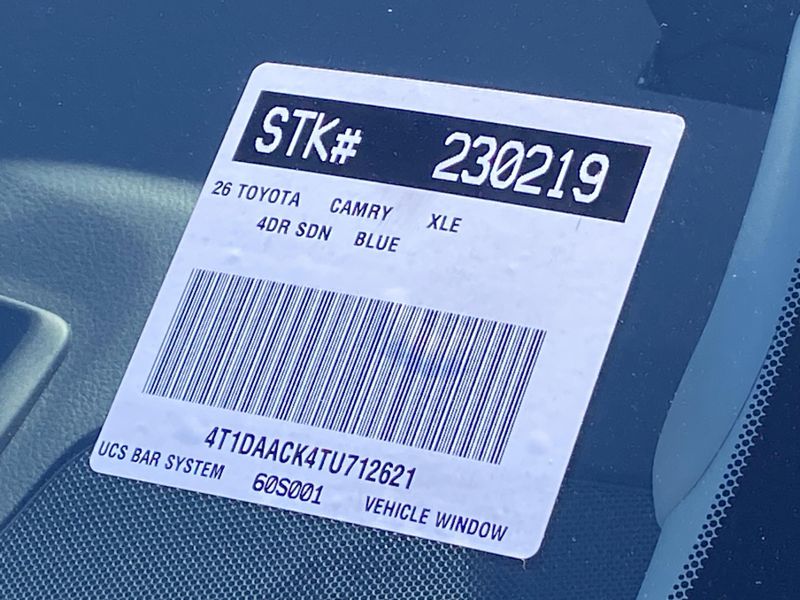 STK# 230219
26 TOYOTA CAMRY XLE
4DR SDN BLUE
4T1DAACK4TU712621
UCS BAR SYSTEM 60S001 VEHICLE WINDOW